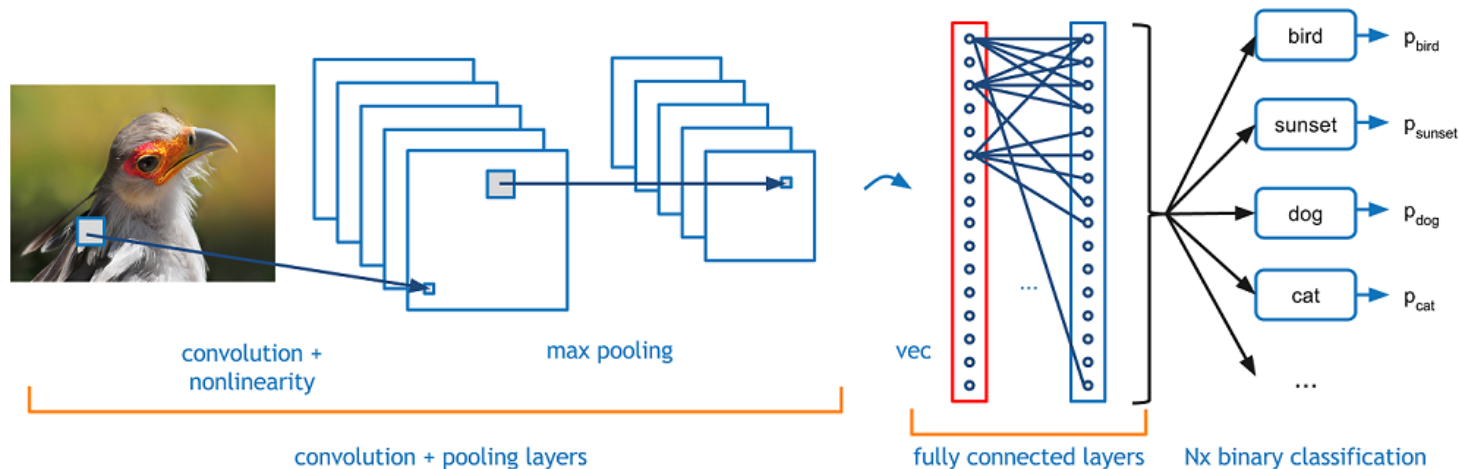 bird
p_bird
sunset
p_sunset
dog
p_dog
cat
p_cat
...
...
convolution +
nonlinearity
max pooling
vec
convolution + pooling layers
fully connected layers
Nx binary classification